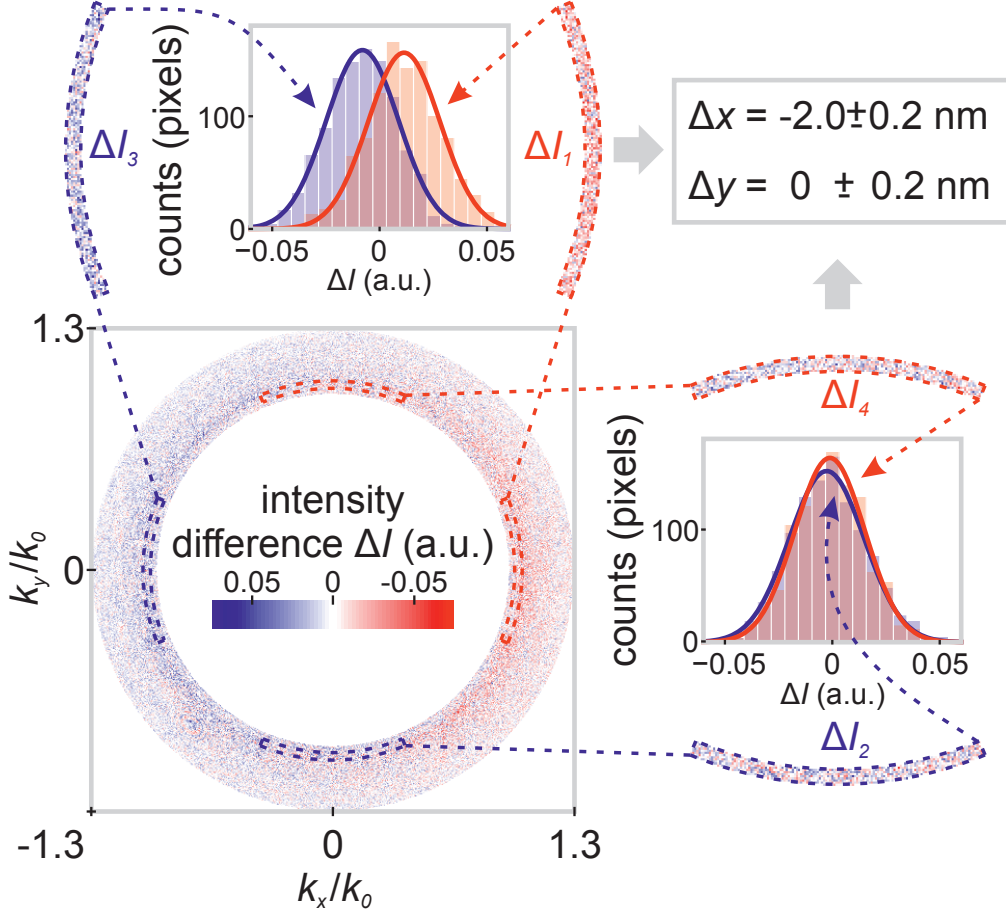 counts (pixels)
100
0
−0.05
0
0.05
ΔI (a.u.)
ΔI3
ΔI1
Δx = -2.0±0.2 nm
Δy = 0 ± 0.2 nm
1.3
0
-1.3
0
1.3
ky/k0
kx/k0
intensity
difference ΔI (a.u.)
0.05
0
-0.05
ΔI4
counts (pixels)
100
0
−0.05
0
0.05
ΔI (a.u.)
ΔI2